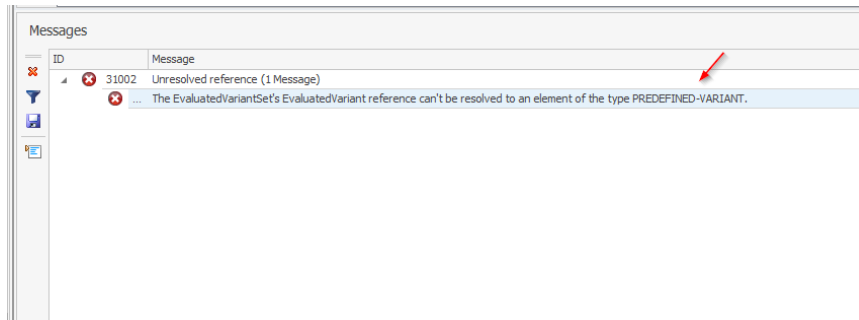 Messages
ID Message
31002 Unresolved reference (1 Message)
... The EvaluatedVariantSet's EvaluatedVariant reference can't be resolved to an element of the type PREDEFINED-VARIANT.